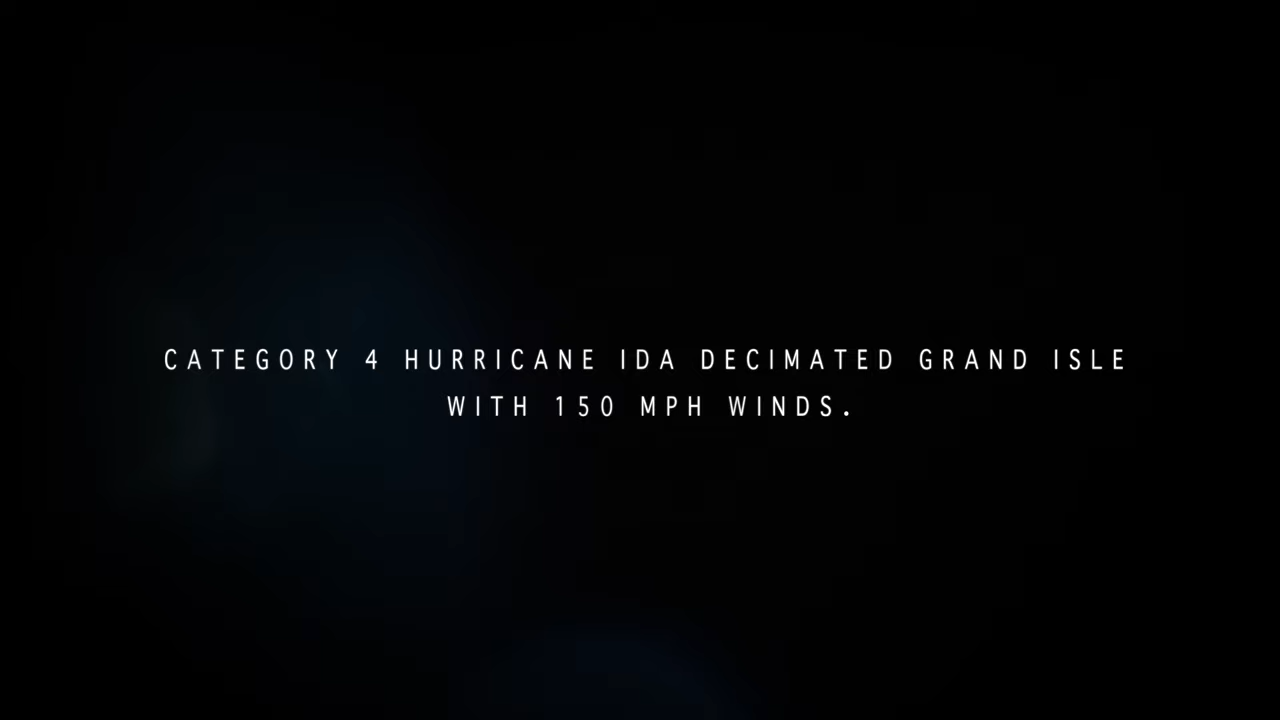 CATEGORY 4 HURRICANE IDA DECIMATED GRAND ISLE
WITH 150 MPH WINDS.